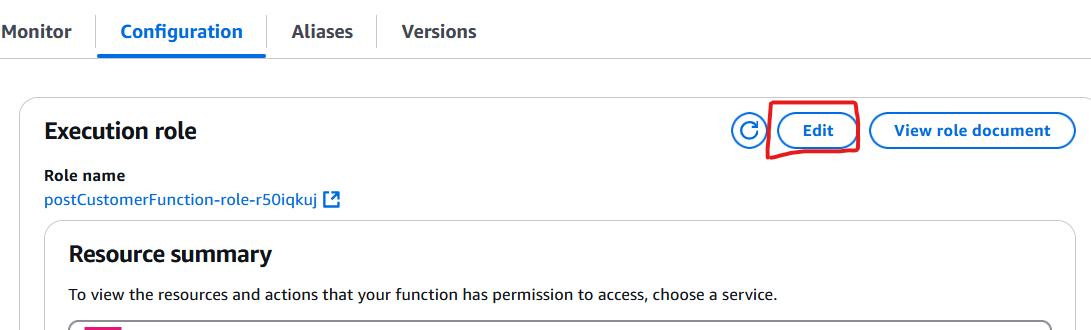 Monitor Configuration Aliases Versions
Execution role Edit View role document
Role name
postCustomerFunction-role-r50iqkuj
Resource summary
To view the resources and actions that your function has permission to access, choose a service.